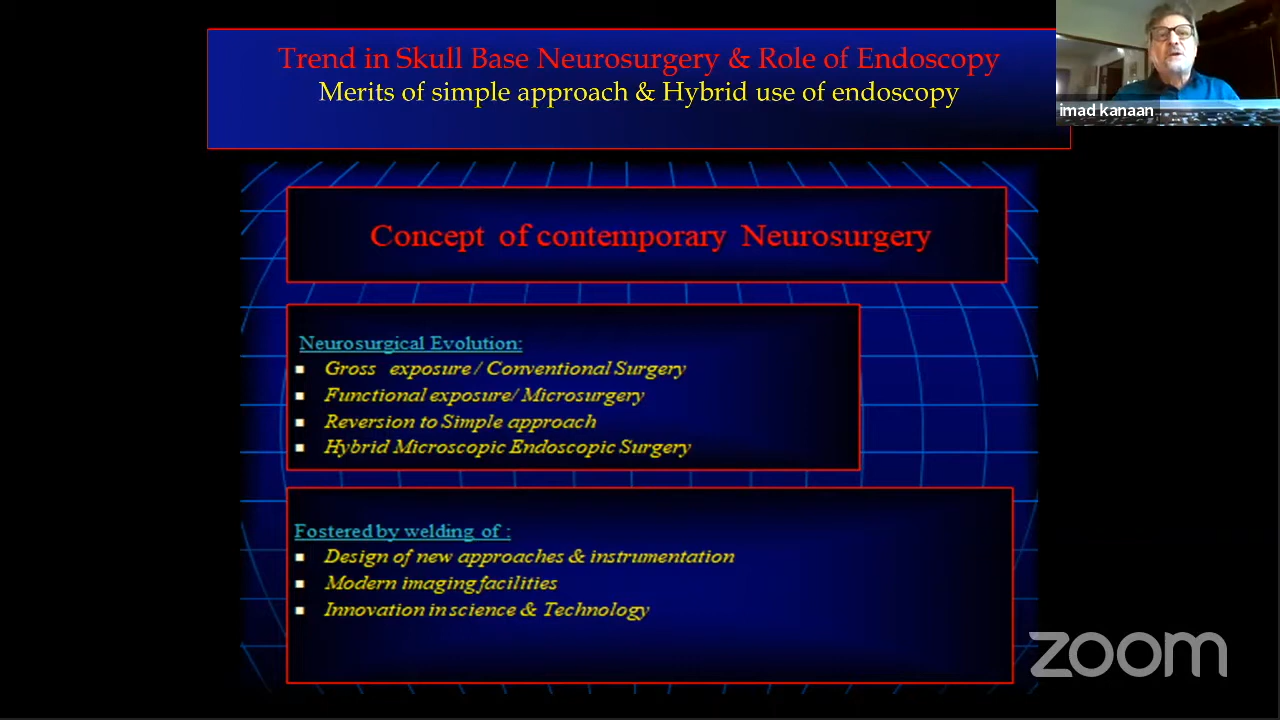 Trend in Skull Base Neurosurgery & Role of Endoscopy
Merits of simple approach & Hybrid use of endoscopy
imad kanaan
Concept of contemporary Neurosurgery
Neurosurgical Evolution:
▪ Gross exposure / Conventional Surgery
▪ Functional exposure/ Microsurgery
▪ Reversion to Simple approach
▪ Hybrid Microscopic Endoscopic Surgery
Fostered by welding of :
▪ Design of new approaches & instrumentation
▪ Modern imaging facilities
▪ Innovation in science & Technology
zoom